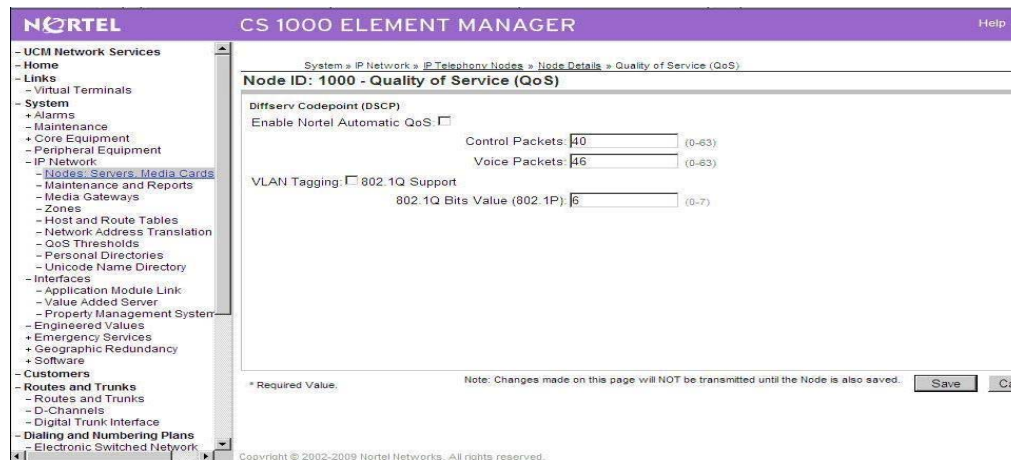 NORTEL
CS 1000 ELEMENT MANAGER
Help
- UCM Network Services
- Home
- Links
- Virtual Terminals
- System
+ Alarms
- Maintenance
+ Core Equipment
- Peripheral Equipment
- IP Network
- Nodes: Servers, Media Cards
- Maintenance and Reports
- Media Gateways
- Zones
- Host and Route Tables
- Network Address Translation
- QoS Thresholds
- Personal Directories
- Unicode Name Directory
- Interfaces
- Application Module Link
- Value Added Server
- Property Management System
- Engineered Values
+ Emergency Services
+ Geographic Redundancy
+ Software
- Customers
- Routes and Trunks
- Routes and Trunks
- D-Channels
- Digital Trunk Interface
- Dialing and Numbering Plans
- Electronic Switched Network
System » IP Network » IP Telephony Nodes » Node Details » Quality of Service (QoS)
Node ID: 1000 - Quality of Service (QoS)
Diffserv Codepoint (DSCP)
Enable Nortel Automatic QoS:
Control Packets: 40 (0-63)
Voice Packets: 46 (0-63)
VLAN Tagging: 802.1Q Support
802.1Q Bits Value (802.1P): 6 (0-7)
* Required Value.
Note: Changes made on this page will NOT be transmitted until the Node is also saved.
Save
Ca
Copyright © 2002-2009 Nortel Networks. All rights reserved.